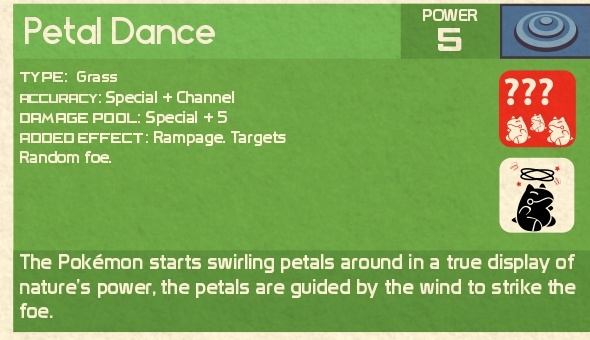 Petal Dance
POWER
5
TYPE: Grass
ACCURACY: Special + Channel
DAMAGE POOL: Special + 5
ADDED EFFECT: Rampage. Targets
Random foe.
???
The Pokémon starts swirling petals around in a true display of
nature's power, the petals are guided by the wind to strike the
foe.